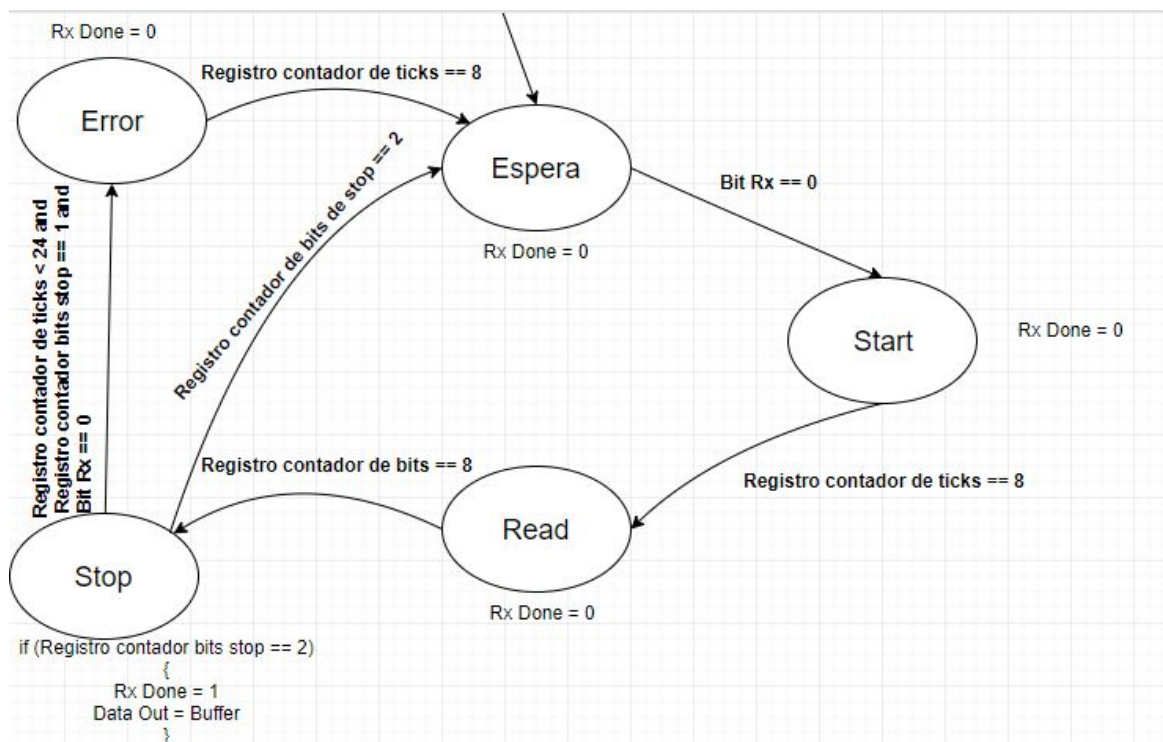 Rx Done = 0
Registro contador de ticks == 8
Error
Espera
Rx Done = 0
Bit Rx == 0
Start
Rx Done = 0
Registro contador de ticks < 24 and
Registro contador bits stop == 1 and
Bit Rx == 0
Registro contador de bits de stop == 2
Registro contador de bits == 8
Registro contador de ticks == 8
Read
Rx Done = 0
Stop
if (Registro contador bits stop == 2)
{
Rx Done = 1
Data Out = Buffer
}